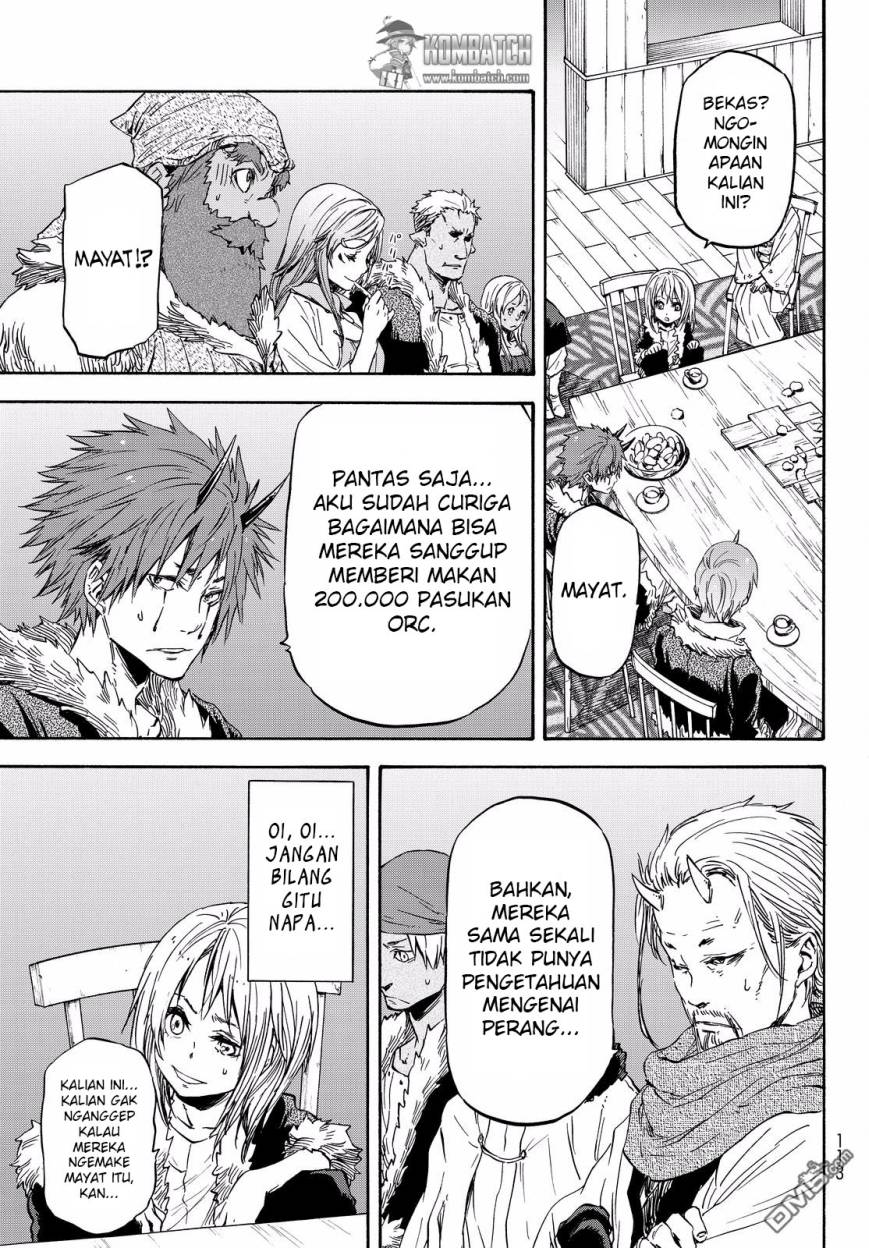 KOMBATCH
www.kombatch.com
BEKAS?
NGO-
MONGIN
APAAN
KALIAN
INI?
MAYAT.
MAYAT!?
PANTAS SAJA...
AKU SUDAH CURIGA
BAGAIMANA BISA
MEREKA SANGGUP
MEMBERI MAKAN
200.000 PASUKAN
ORC.
BAHKAN,
MEREKA
SAMA SEKALI
TIDAK PUNYA
PENGETAHUAN
MENGENAI
PERANG...
OI, OI...
JANGAN
BILANG
GITU
NAPA...
KALIAN INI...
KALIAN GAK
NGANGGEP
KALAU
MEREKA
NGEMAKE
MAYAT ITU,
KAN...